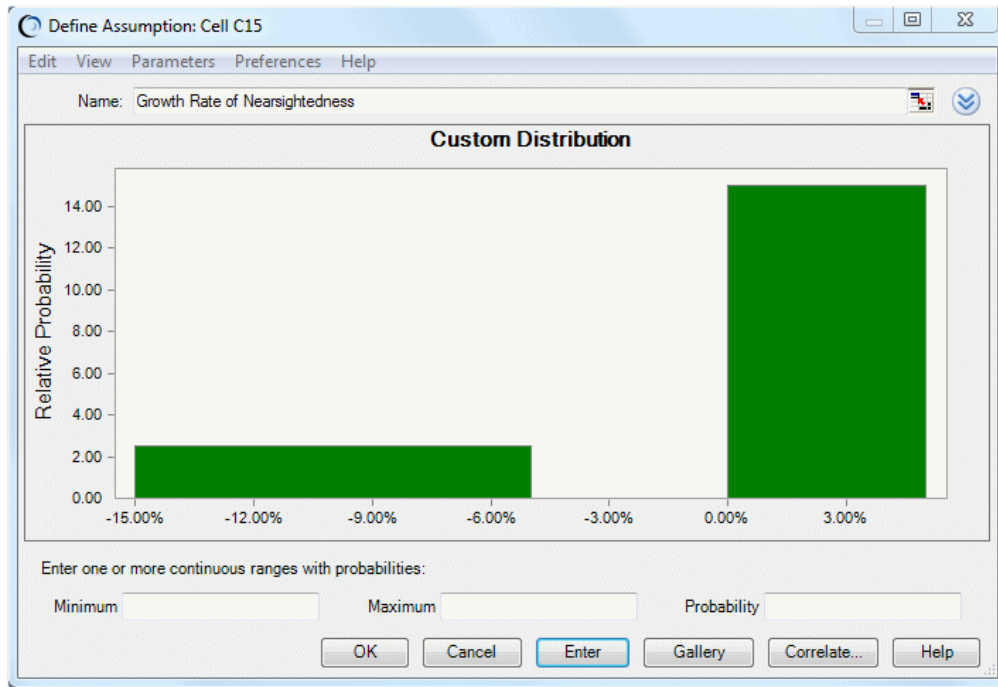 Define Assumption: Cell C15
Edit View Parameters Preferences Help
Name: Growth Rate of Nearsightedness
Custom Distribution
Relative Probability
14.00
12.00
10.00
8.00
6.00
4.00
2.00
0.00
-15.00% -12.00% -9.00% -6.00% -3.00% 0.00% 3.00%
Enter one or more continuous ranges with probabilities:
Minimum Maximum Probability
OK Cancel Enter Gallery Correlate... Help